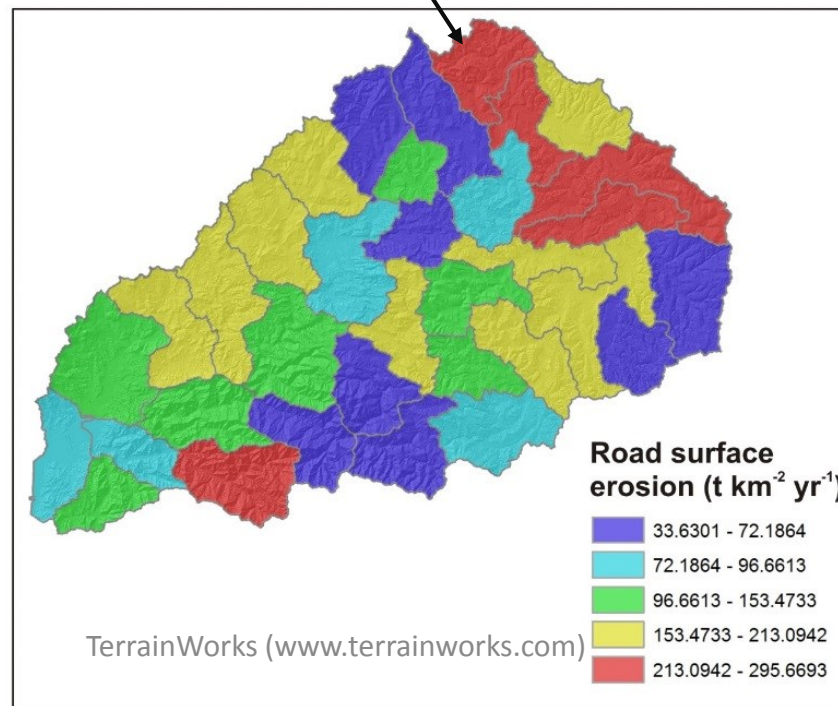 Road surface
erosion (t km⁻² yr⁻¹)
33.6301 - 72.1864
72.1864 - 96.6613
96.6613 - 153.4733
153.4733 - 213.0942
213.0942 - 295.6693
TerrainWorks (www.terrainworks.com)